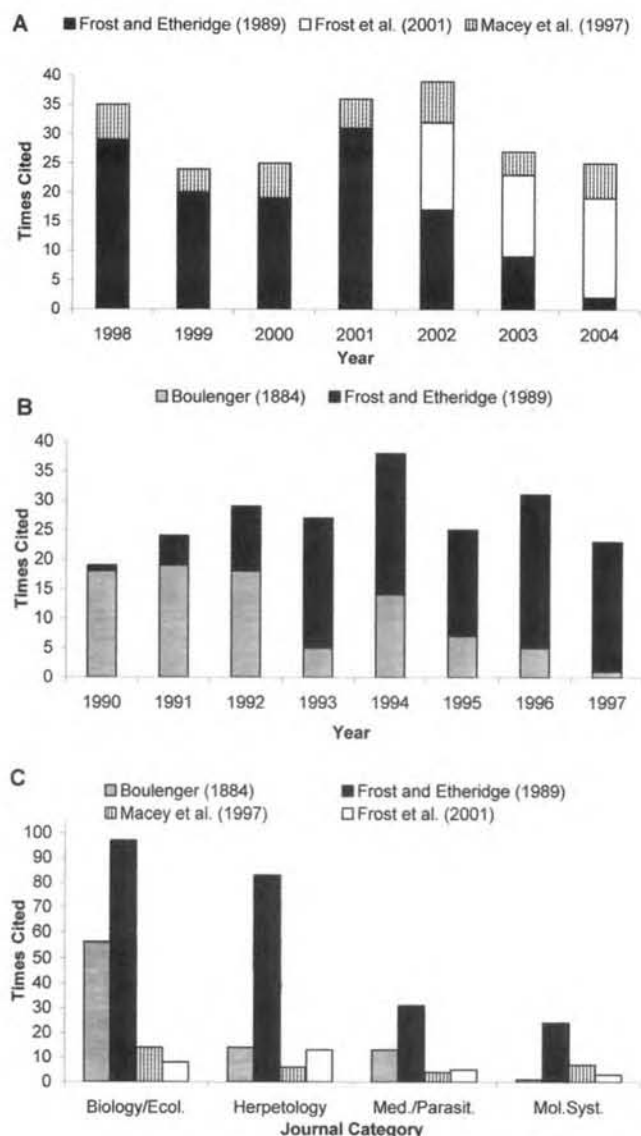 A
Frost and Etheridge (1989) Frost et al. (2001) Macey et al. (1997)
40
35
30
25
20
15
10
5
0
Times Cited
1998 1999 2000 2001 2002 2003 2004
Year
B
Boulenger (1884) Frost and Etheridge (1989)
40
35
30
25
20
15
10
5
0
Times Cited
1990 1991 1992 1993 1994 1995 1996 1997
Year
C
Boulenger (1884) Frost and Etheridge (1989)
Macey et al. (1997) Frost et al. (2001)
100
90
80
70
60
50
40
30
20
10
0
Times Cited
Biology/Ecol. Herpetology Med./Parasit. Mol.Syst.
Journal Category